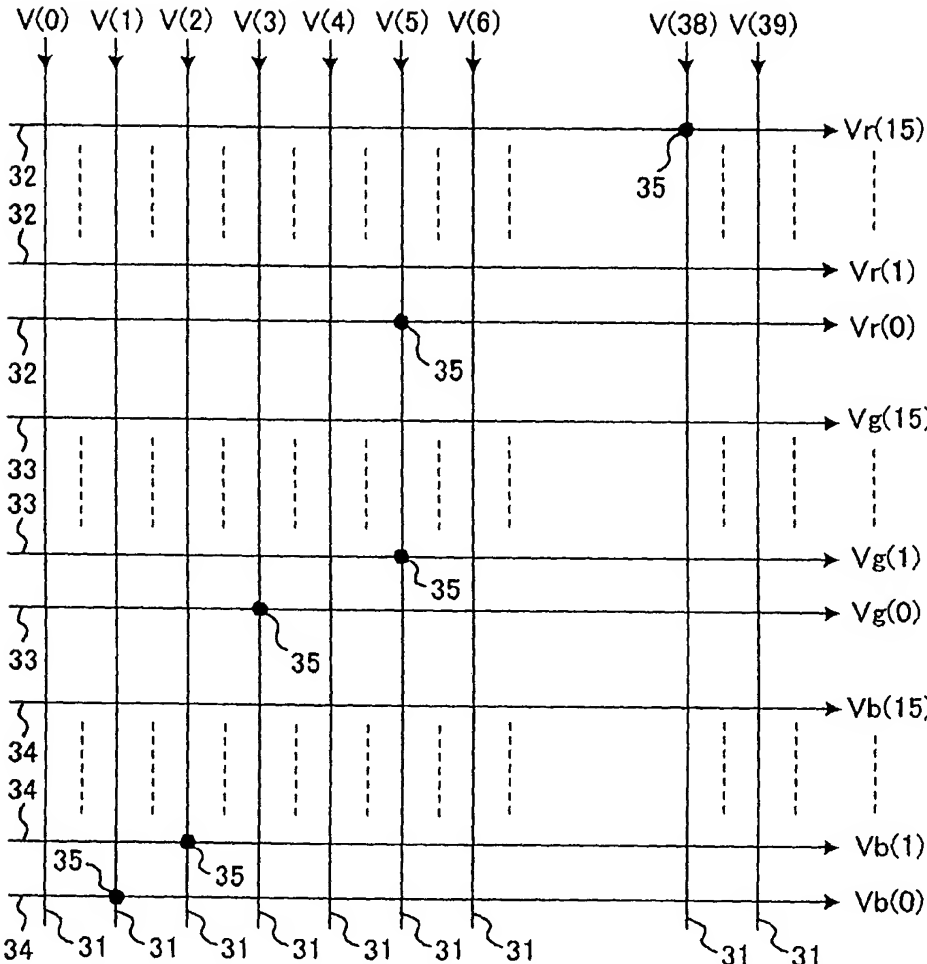 V(0) V(1) V(2) V(3) V(4) V(5) V(6) V(38) V(39)
Vr(15)
32
35
32
Vr(1)
Vr(0)
32
35
Vg(15)
33
33
Vg(1)
35
Vg(0)
33
35
Vb(15)
34
34
Vb(1)
35
35
Vb(0)
34 31 31 31 31 31 31 31 31 31